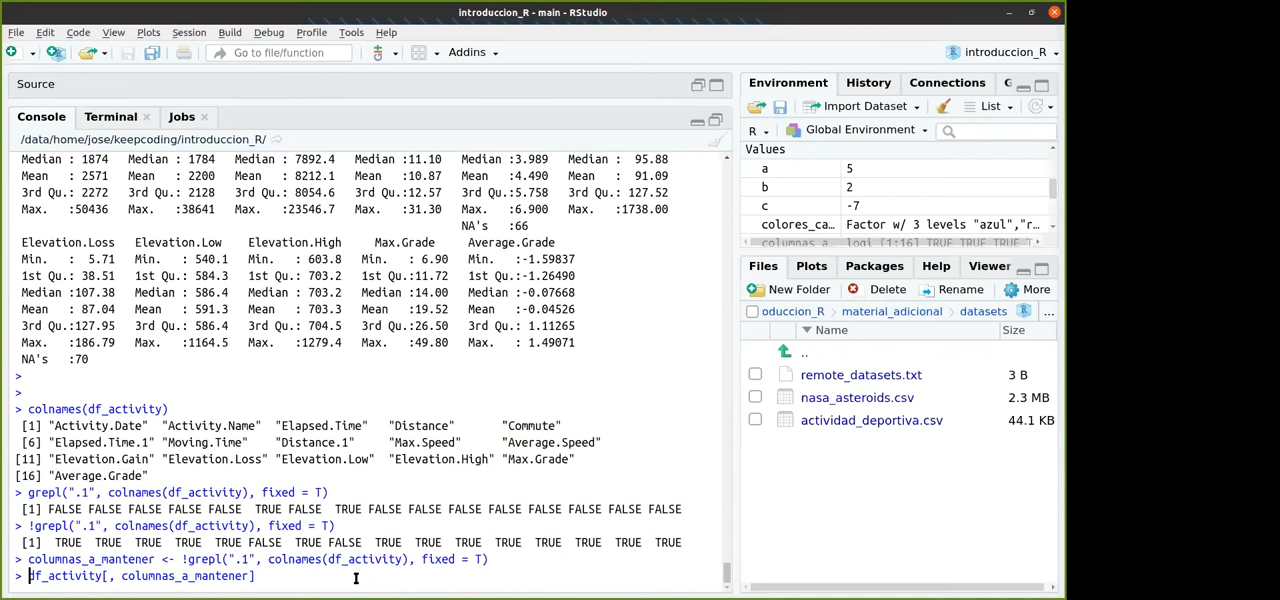 introduccion_R - main - RStudio
File Edit Code View Plots Session Build Debug Profile Tools Help
Go to file/function Addins introduccion_R
Source
Console Terminal Jobs
/data/home/jose/keepcoding/introduccion_R/
Median : 1874 Median : 1784 Median : 7892.4 Median :11.10 Median :3.989 Median : 95.88
Mean : 2571 Mean : 2200 Mean : 8212.1 Mean :10.87 Mean :4.490 Mean : 91.09
3rd Qu.: 2272 3rd Qu.: 2128 3rd Qu.: 8054.6 3rd Qu.:12.57 3rd Qu.:5.758 3rd Qu.: 127.52
Max. :50436 Max. :38641 Max. :23546.7 Max. :31.30 Max. :6.900 Max. :1738.00
NA's :66
Elevation.Loss Elevation.Low Elevation.High Max.Grade Average.Grade
Min. : 5.71 Min. : 540.1 Min. : 603.8 Min. : 6.90 Min. :-1.59837
1st Qu.: 38.51 1st Qu.: 584.3 1st Qu.: 703.2 1st Qu.:11.72 1st Qu.:-1.26490
Median :107.38 Median : 586.4 Median : 703.2 Median :14.00 Median :-0.07668
Mean : 87.04 Mean : 591.3 Mean : 703.3 Mean :19.52 Mean :-0.04526
3rd Qu.:127.95 3rd Qu.: 586.4 3rd Qu.: 704.5 3rd Qu.:26.50 3rd Qu.: 1.11265
Max. :186.79 Max. :1164.5 Max. :1279.4 Max. :49.80 Max. : 1.49071
NA's :70
>
>
> colnames(df_activity)
[1] "Activity.Date" "Activity.Name" "Elapsed.Time" "Distance" "Commute"
[6] "Elapsed.Time.1" "Moving.Time" "Distance.1" "Max.Speed" "Average.Speed"
[11] "Elevation.Gain" "Elevation.Loss" "Elevation.Low" "Elevation.High" "Max.Grade"
[16] "Average.Grade"
> grepl(".1", colnames(df_activity), fixed = T)
[1] FALSE FALSE FALSE FALSE FALSE TRUE FALSE TRUE FALSE FALSE FALSE FALSE FALSE FALSE FALSE FALSE
> !grepl(".1", colnames(df_activity), fixed = T)
[1] TRUE TRUE TRUE TRUE TRUE FALSE TRUE FALSE TRUE TRUE TRUE TRUE TRUE TRUE TRUE TRUE
> columnas_a_mantener <- !grepl(".1", colnames(df_activity), fixed = T)
> df_activity[, columnas_a_mantener]
Environment History Connections G
Import Dataset List
R Global Environment
Values
a 5
b 2
c -7
colores_ca… Factor w/ 3 levels "azul","r…
columnas a logi [1:16] TRUE TRUE TRUE T
Files Plots Packages Help Viewer
New Folder Delete Rename More
oduccion_R material_adicional datasets ...
Name Size
..
remote_datasets.txt 3 B
nasa_asteroids.csv 2.3 MB
actividad_deportiva.csv 44.1 KB